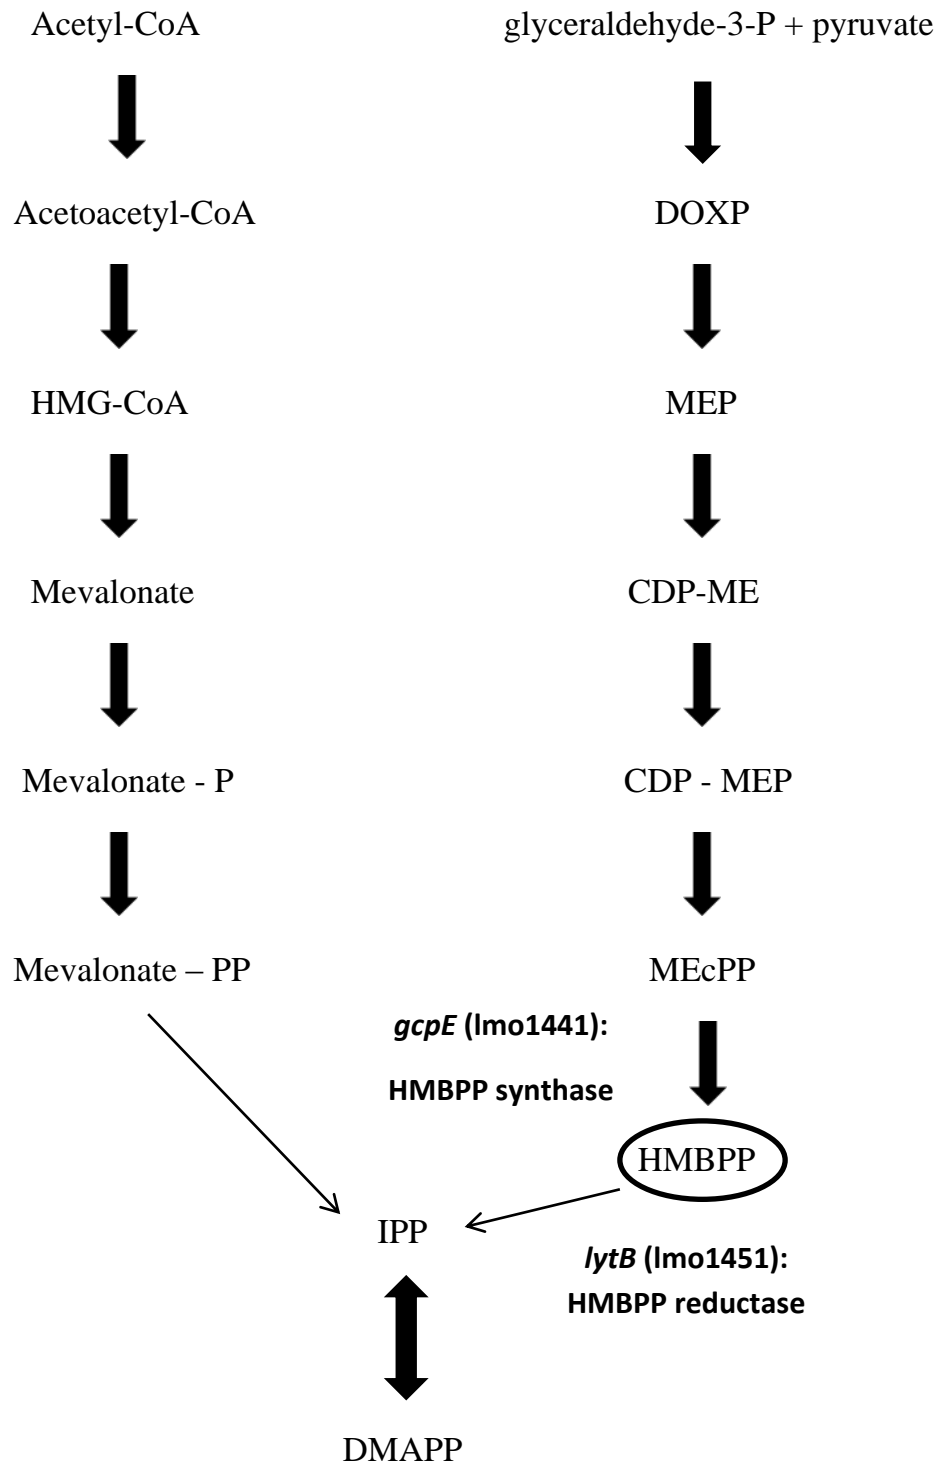 Acetyl-CoA
glyceraldehyde-3-P + pyruvate
Acetoacetyl-CoA
DOXP
HMG-CoA
MEP
Mevalonate
CDP-ME
Mevalonate - P
CDP - MEP
Mevalonate – PP
MEcPP
gcpE (lmo1441):
HMBPP synthase
HMBPP
IPP
lytB (lmo1451):
HMBPP reductase
DMAPP